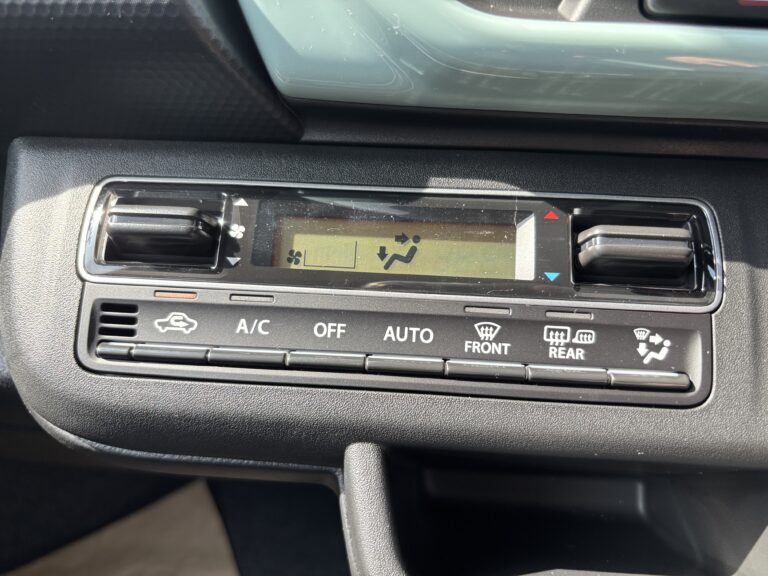 A/C
OFF
AUTO
FRONT
REAR